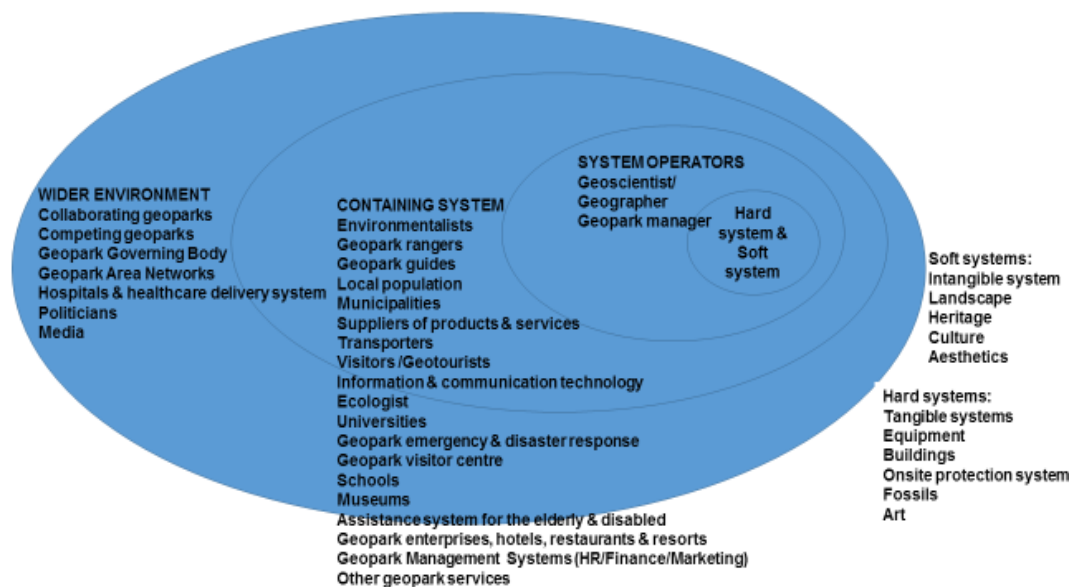 WIDER ENVIRONMENT
Collaborating geoparks
Competing geoparks
Geopark Governing Body
Geopark Area Networks
Hospitals & healthcare delivery system
Politicians
Media
CONTAINING SYSTEM
Environmentalists
Geopark rangers
Geopark guides
Local population
Municipalities
Suppliers of products & services
Transporters
Visitors /Geotourists
Information & communication technology
Ecologist
Universities
Geopark emergency & disaster response
Geopark visitor centre
Schools
Museums
Assistance system for the elderly & disabled
Geopark enterprises, hotels, restaurants & resorts
Geopark Management Systems (HR/Finance/Marketing)
Other geopark services
SYSTEM OPERATORS
Geoscientist/
Geographer
Geopark manager
Hard
system &
Soft
system
Soft systems:
Intangible system
Landscape
Heritage
Culture
Aesthetics
Hard systems:
Tangible systems
Equipment
Buildings
Onsite protection system
Fossils
Art